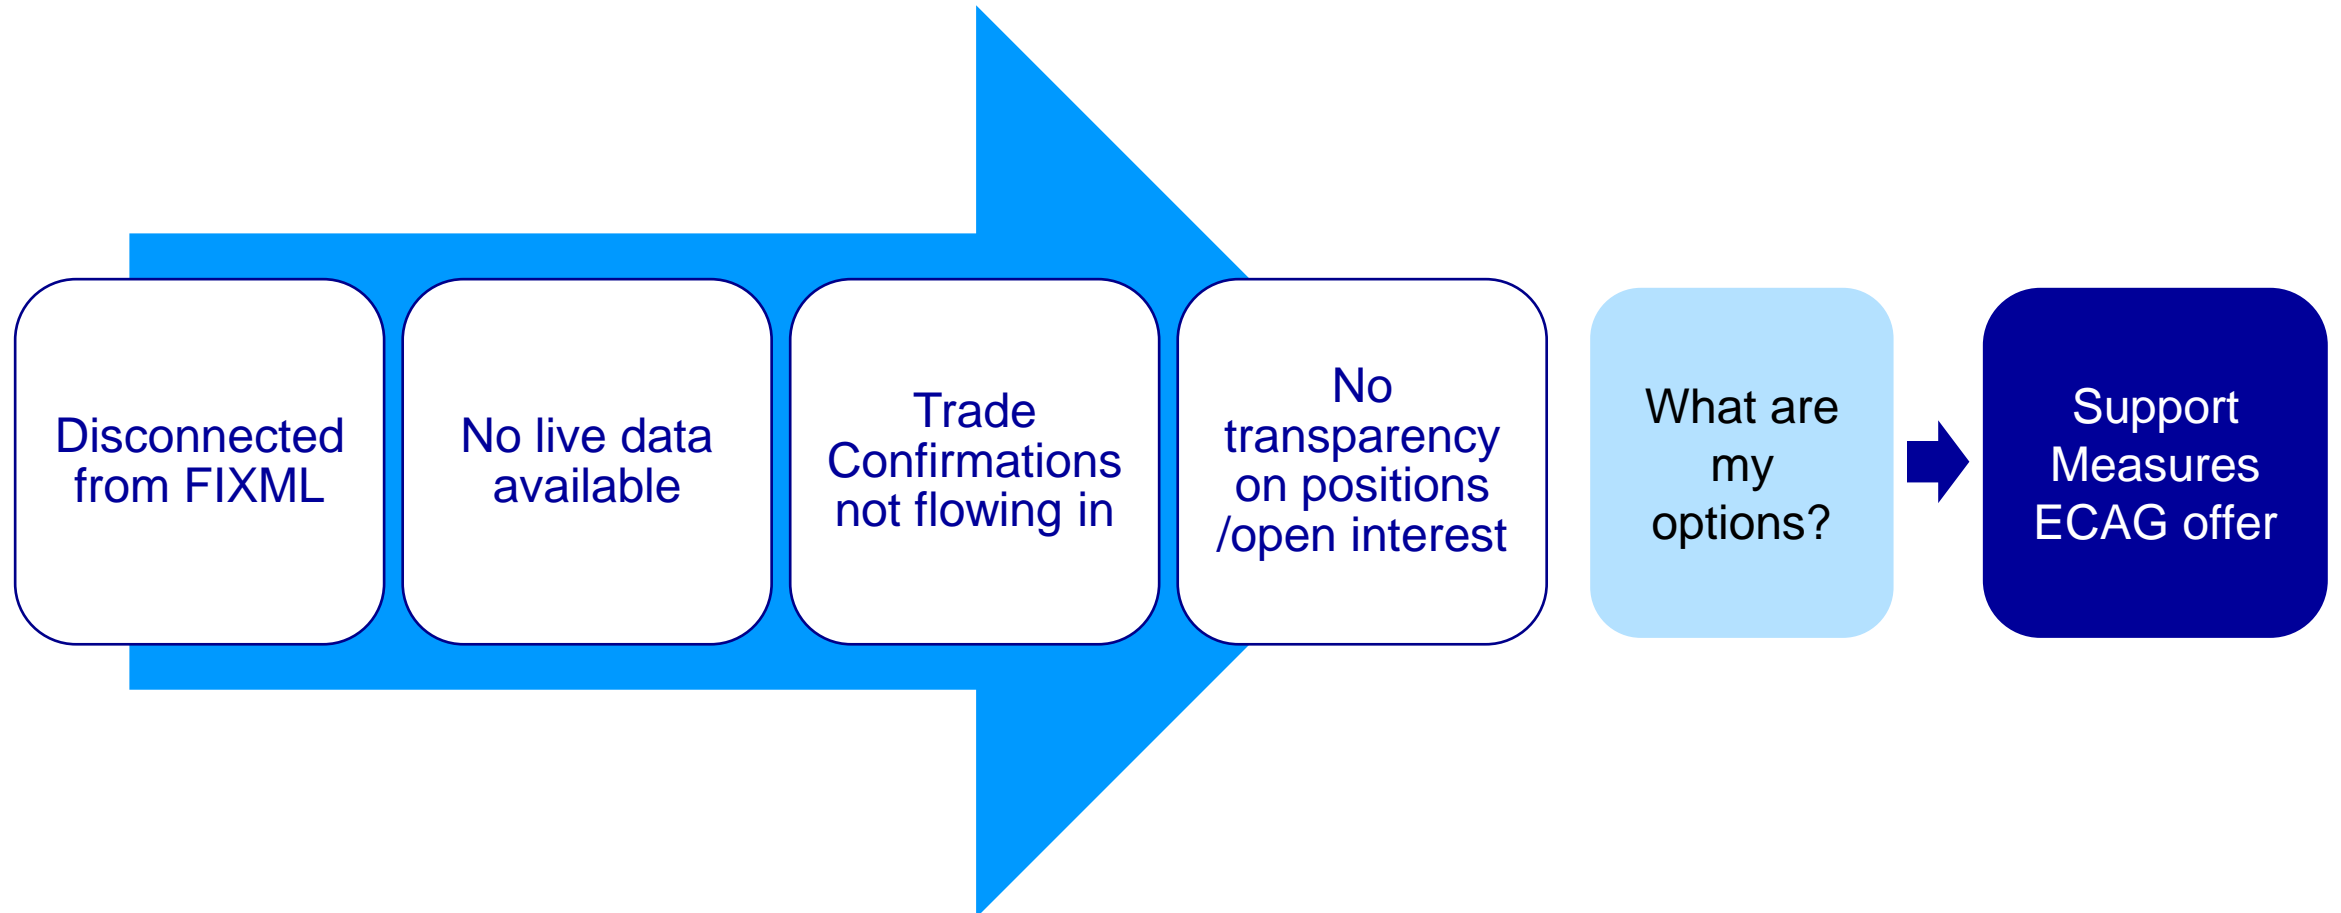 Disconnected
from FIXML
No live data
available
Trade
Confirmations
not flowing in
No
transparency
on positions
/open interest
What are
my
options?
Support
Measures
ECAG offer